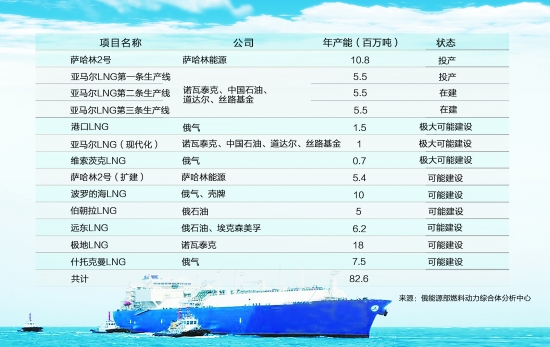 项目名称 公司 年产能（百万吨） 状态
萨哈林2号 萨哈林能源 10.8 投产
亚马尔LNG第一条生产线 5.5 投产
亚马尔LNG第二条生产线 诺瓦泰克、中国石油、 5.5 在建
道达尔、丝路基金
亚马尔LNG第三条生产线 5.5 在建
港口LNG 俄气 1.5 极大可能建设
亚马尔LNG（现代化） 诺瓦泰克、中国石油、道达尔、丝路基金 1 极大可能建设
维索茨克LNG 俄气 0.7 极大可能建设
萨哈林2号（扩建） 萨哈林能源 5.4 可能建设
波罗的海LNG 俄气、壳牌 10 可能建设
伯朝拉LNG 俄石油 5 可能建设
远东LNG 俄石油、埃克森美孚 6.2 可能建设
极地LNG 诺瓦泰克 18 可能建设
什托克曼LNG 俄气 7.5 可能建设
共计 82.6
来源：俄能源部燃料动力综合体分析中心